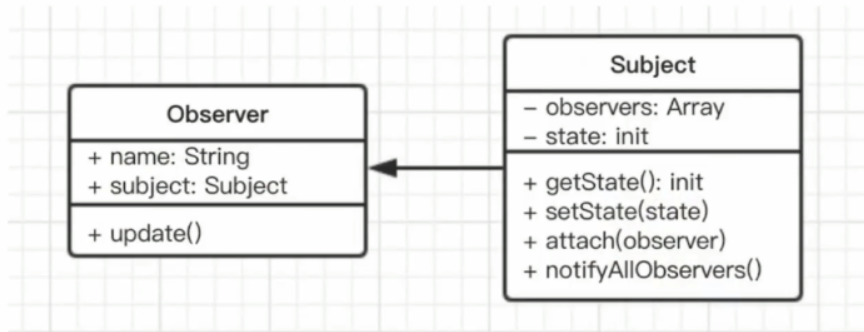 Observer
+ name: String
+ subject: Subject
+ update()
Subject
– observers: Array
– state: init
+ getState(): init
+ setState(state)
+ attach(observer)
+ notifyAllObservers()